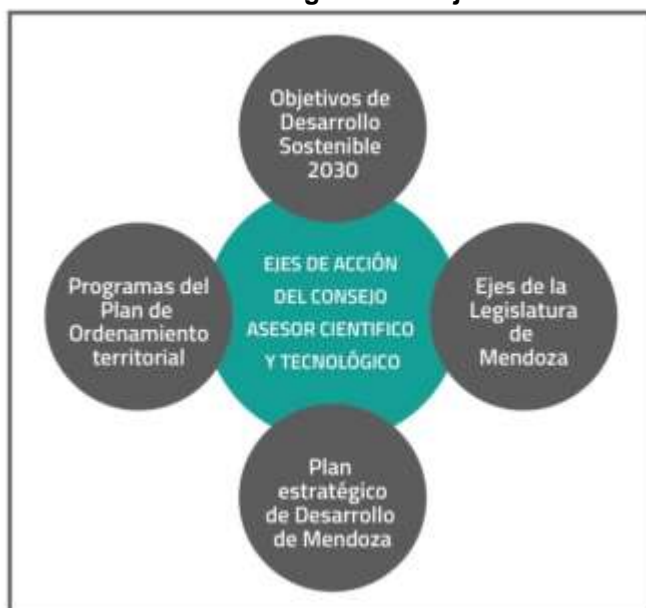 Objetivos de
Desarrollo
Sostenible
2030
Programas del
Plan de
Ordenamiento
territorial
EJES DE ACCIÓN
DEL CONSEJO
ASESOR CIENTIFICO
Y TECNOLÓGICO
Ejes de la
Legislatura
de
Mendoza
Plan
estratégico
de Desarrollo
de Mendoza